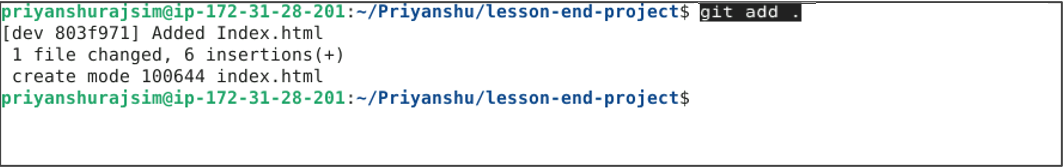 priyanshurajsim@ip-172-31-28-201:~/Priyanshu/lesson-end-project$ git add .
[dev 803f971] Added Index.html
 1 file changed, 6 insertions(+)
 create mode 100644 index.html
priyanshurajsim@ip-172-31-28-201:~/Priyanshu/lesson-end-project$